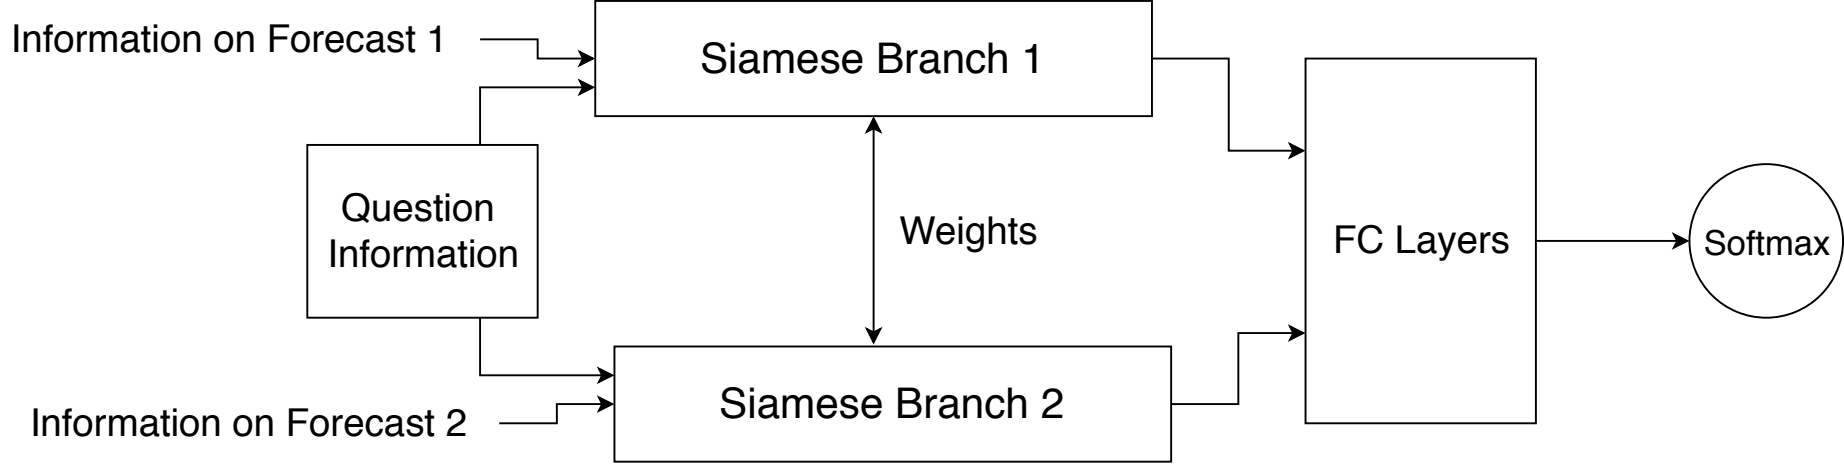 Information on Forecast 1
Siamese Branch 1
Question
Information
Weights
FC Layers
Softmax
Siamese Branch 2
Information on Forecast 2